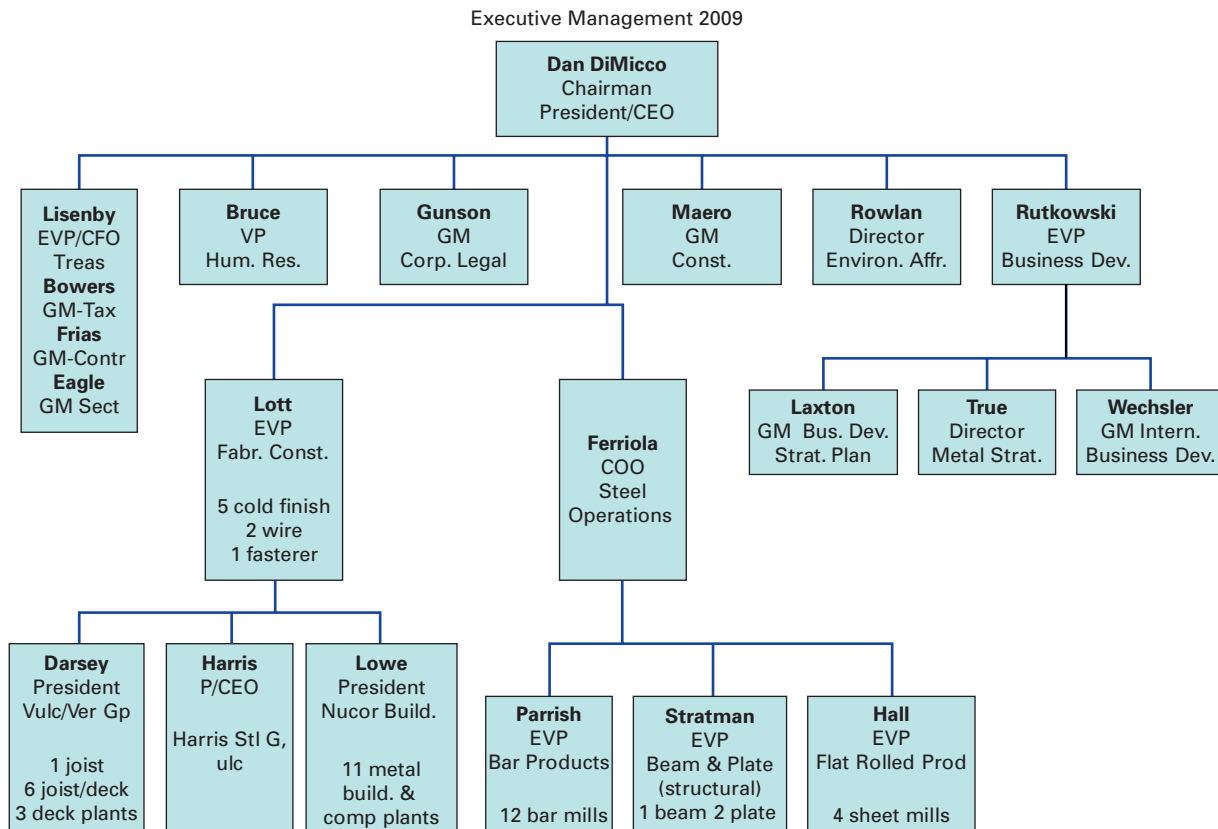 Executive Management 2009
Dan DiMicco
Chairman
President/CEO
Lisenby
EVP/CFO
Treas
Bowers
GM-Tax
Frias
GM-Contr
Eagle
GM Sect
Bruce
VP
Hum. Res.
Gunson
GM
Corp. Legal
Maero
GM
Const.
Rowlan
Director
Environ. Affr.
Rutkowski
EVP
Business Dev.
Lott
EVP
Fabr. Const.
5 cold finish
2 wire
1 fasterer
Ferriola
COO
Steel
Operations
Laxton
GM Bus. Dev.
Strat. Plan
True
Director
Metal Strat.
Wechsler
GM Intern.
Business Dev.
Darsey
President
Vulc/Ver Gp
1 joist
6 joist/deck
3 deck plants
Harris
P/CEO
Harris Stl G,
ulc
Lowe
President
Nucor Build.
11 metal
build. &
comp plants
Parrish
EVP
Bar Products
12 bar mills
Stratman
EVP
Beam & Plate
(structural)
1 beam 2 plate
Hall
EVP
Flat Rolled Prod
4 sheet mills